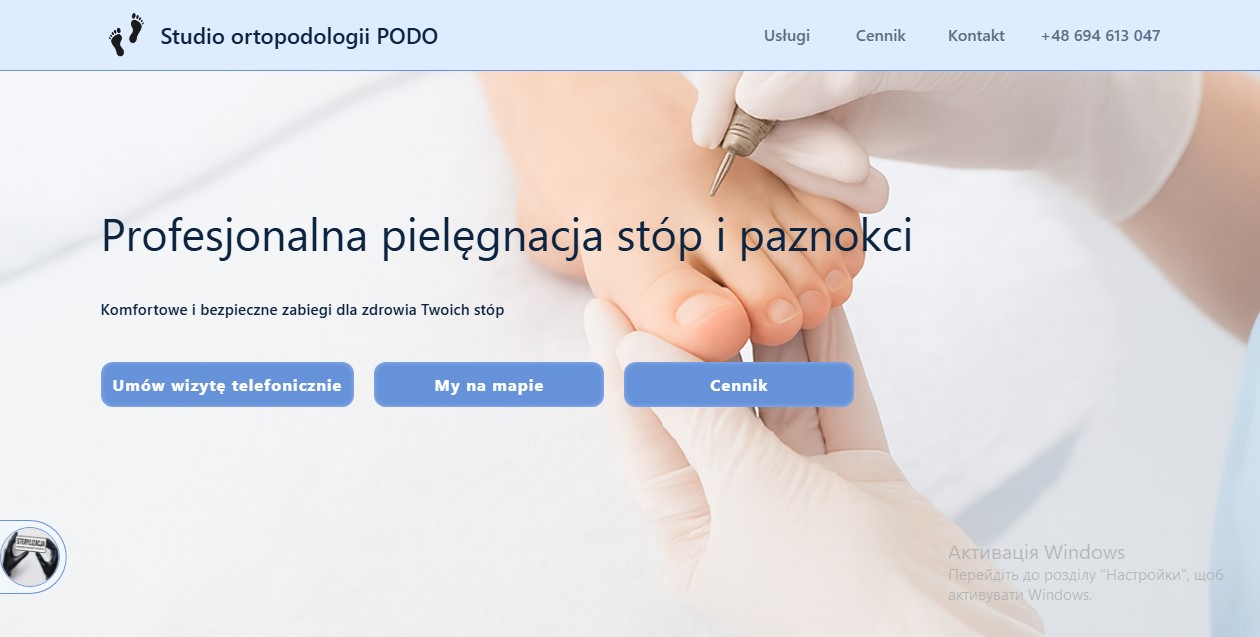 Studio ortopodologii PODO
Usługi
Cennik
Kontakt
+48 694 613 047
Profesjonalna pielęgnacja stóp i paznokci
Komfortowe i bezpieczne zabiegi dla zdrowia Twoich stóp
Umów wizytę telefonicznie
My na mapie
Cennik
STERYLIZACJA
Активація Windows
Перейдіть до розділу "Настройки", щоб
активувати Windows.